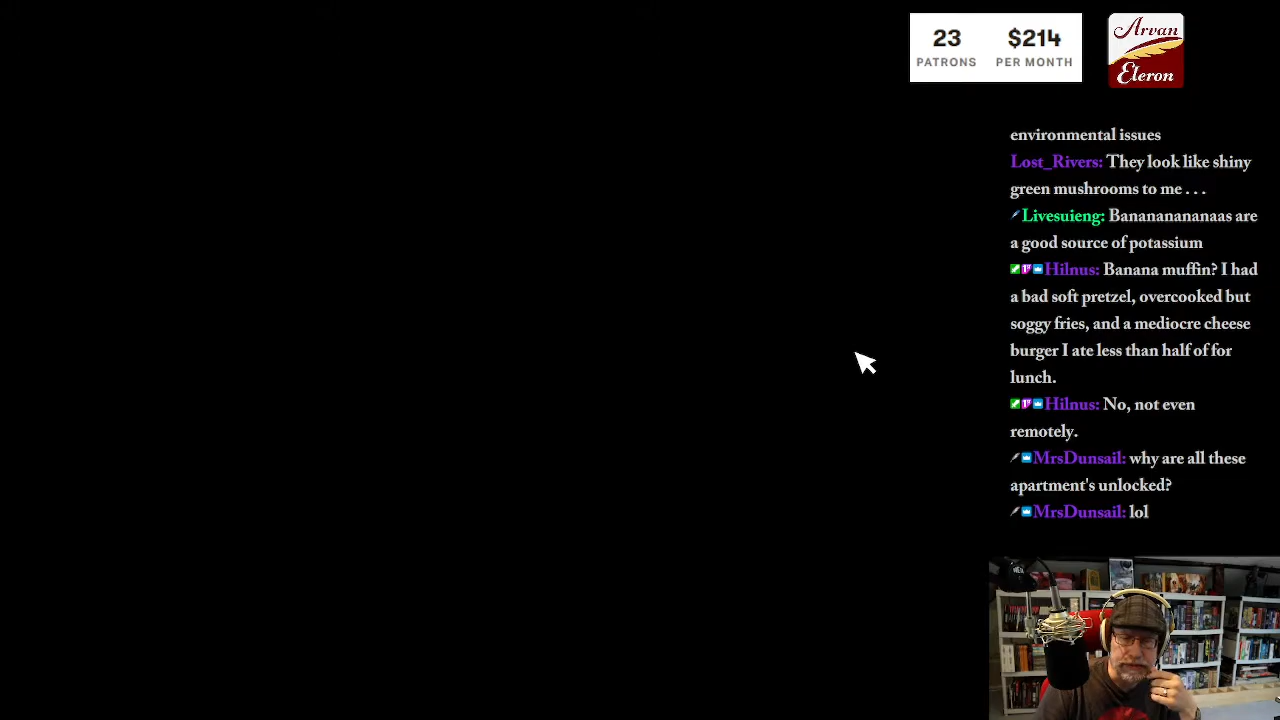 23
$214
PATRONS
PER MONTH
Arvan
Eleron
environmental issues
Lost_Rivers: They look like shiny
green mushrooms to me . . .
Livesuieng: Bananananananaas are
a good source of potassium
Hilnus: Banana muffin? I had
a bad soft pretzel, overcooked but
soggy fries, and a mediocre cheese
burger I ate less than half of for
lunch.
Hilnus: No, not even
remotely.
MrsDunsail: why are all these
apartment's unlocked?
MrsDunsail: lol